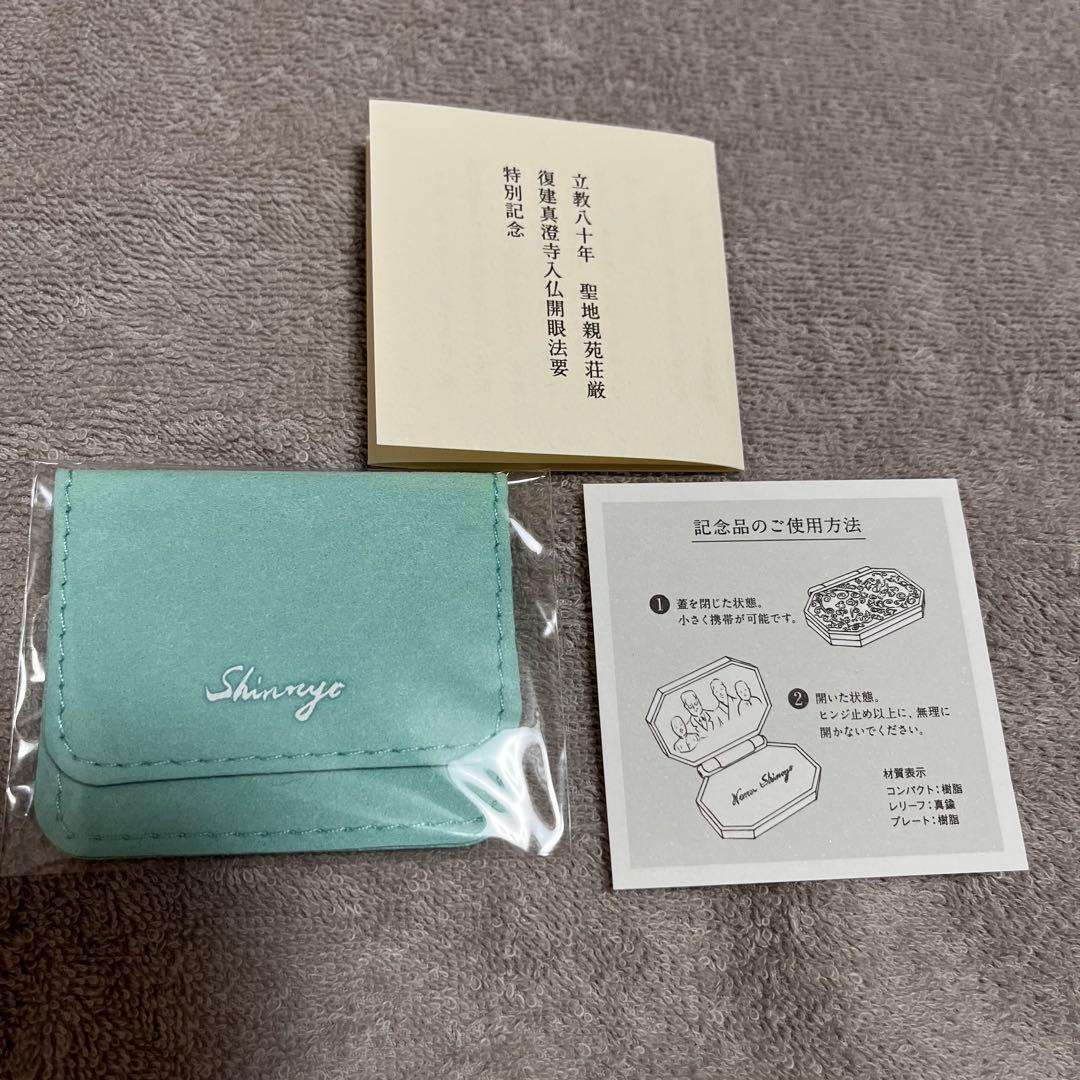 立教八十年 聖地親苑荘厳
復建真澄寺入仏開眼法要
特別記念
Shinnyo
記念品のご使用方法
1 蓋を閉じた状態。
小さく携帯が可能です。
2 開いた状態。
ヒンジ止め以上に、無理に
開かないでください。
Shinnyo
材質表示
コンパクト：樹脂
レリーフ：真鍮
プレート：樹脂